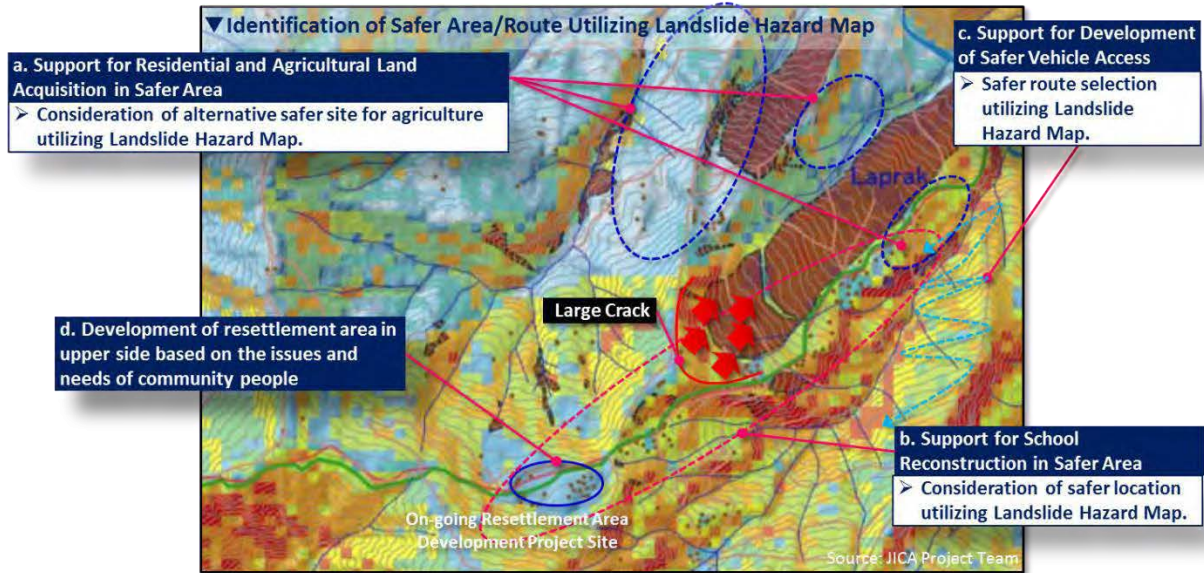 ▼Identification of Safer Area/Route Utilizing Landslide Hazard Map
a. Support for Residential and Agricultural Land
Acquisition in Safer Area
➢ Consideration of alternative safer site for agriculture
utilizing Landslide Hazard Map.
c. Support for Development
of Safer Vehicle Access
➢ Safer route selection
utilizing Landslide
Hazard Map.
Laprak
Large Crack
d. Development of resettlement area in
upper side based on the issues and
needs of community people
b. Support for School
Reconstruction in Safer Area
➢ Consideration of safer location
utilizing Landslide Hazard Map.
On-going Resettlement Area
Development Project Site
Source: JICA Project Team